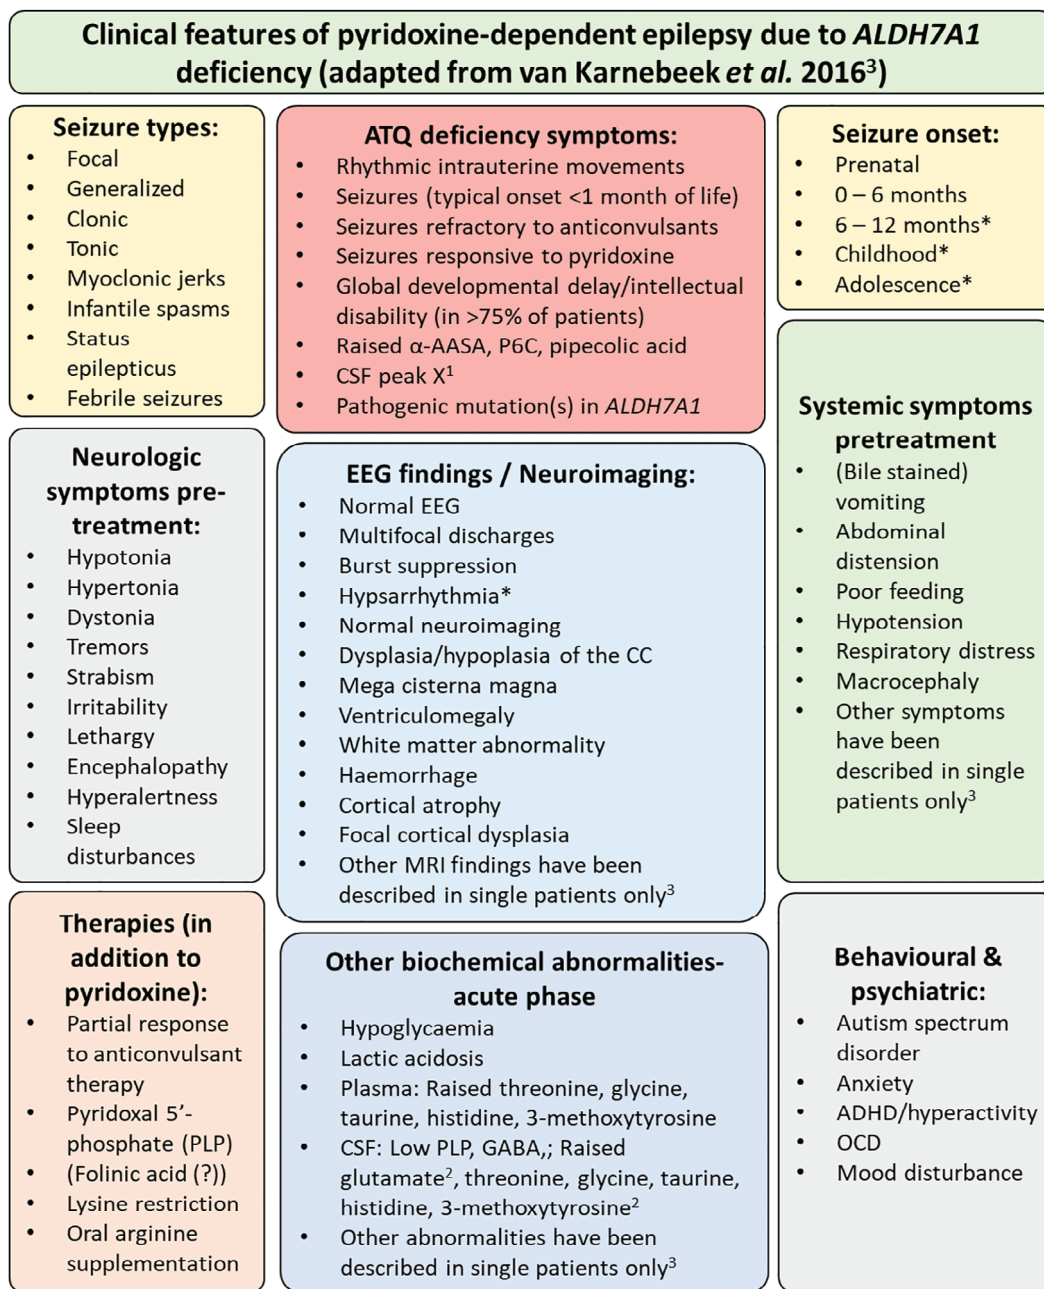 Clinical features of pyridoxine-dependent epilepsy due to ALDH7A1
deficiency (adapted from van Karnebeek et al. 2016³)
Seizure types:
• Focal
• Generalized
• Clonic
• Tonic
• Myoclonic jerks
• Infantile spasms
• Status
epilepticus
• Febrile seizures
Neurologic
symptoms pre-
treatment:
• Hypotonia
• Hypertonia
• Dystonia
• Tremors
• Strabism
• Irritability
• Lethargy
• Encephalopathy
• Hyperalertness
• Sleep
disturbances
Therapies (in
addition to
pyridoxine):
• Partial response
to anticonvulsant
therapy
• Pyridoxal 5’-
phosphate (PLP)
• (Folinic acid (?))
• Lysine restriction
• Oral arginine
supplementation
ATQ deficiency symptoms:
• Rhythmic intrauterine movements
• Seizures (typical onset <1 month of life)
• Seizures refractory to anticonvulsants
• Seizures responsive to pyridoxine
• Global developmental delay/intellectual
disability (in >75% of patients)
• Raised α-AASA, P6C, pipecolic acid
• CSF peak X¹
• Pathogenic mutation(s) in ALDH7A1
EEG findings / Neuroimaging:
• Normal EEG
• Multifocal discharges
• Burst suppression
• Hypsarrhythmia*
• Normal neuroimaging
• Dysplasia/hypoplasia of the CC
• Mega cisterna magna
• Ventriculomegaly
• White matter abnormality
• Haemorrhage
• Cortical atrophy
• Focal cortical dysplasia
• Other MRI findings have been
described in single patients only³
Other biochemical abnormalities-
acute phase
• Hypoglycaemia
• Lactic acidosis
• Plasma: Raised threonine, glycine,
taurine, histidine, 3-methoxytyrosine
• CSF: Low PLP, GABA,; Raised
glutamate², threonine, glycine, taurine,
histidine, 3-methoxytyrosine²
• Other abnormalities have been
described in single patients only³
Seizure onset:
• Prenatal
• 0 – 6 months
• 6 – 12 months*
• Childhood*
• Adolescence*
Systemic symptoms
pretreatment
• (Bile stained)
vomiting
• Abdominal
distension
• Poor feeding
• Hypotension
• Respiratory distress
• Macrocephaly
• Other symptoms
have been
described in single
patients only³
Behavioural &
psychiatric:
• Autism spectrum
disorder
• Anxiety
• ADHD/hyperactivity
• OCD
• Mood disturbance